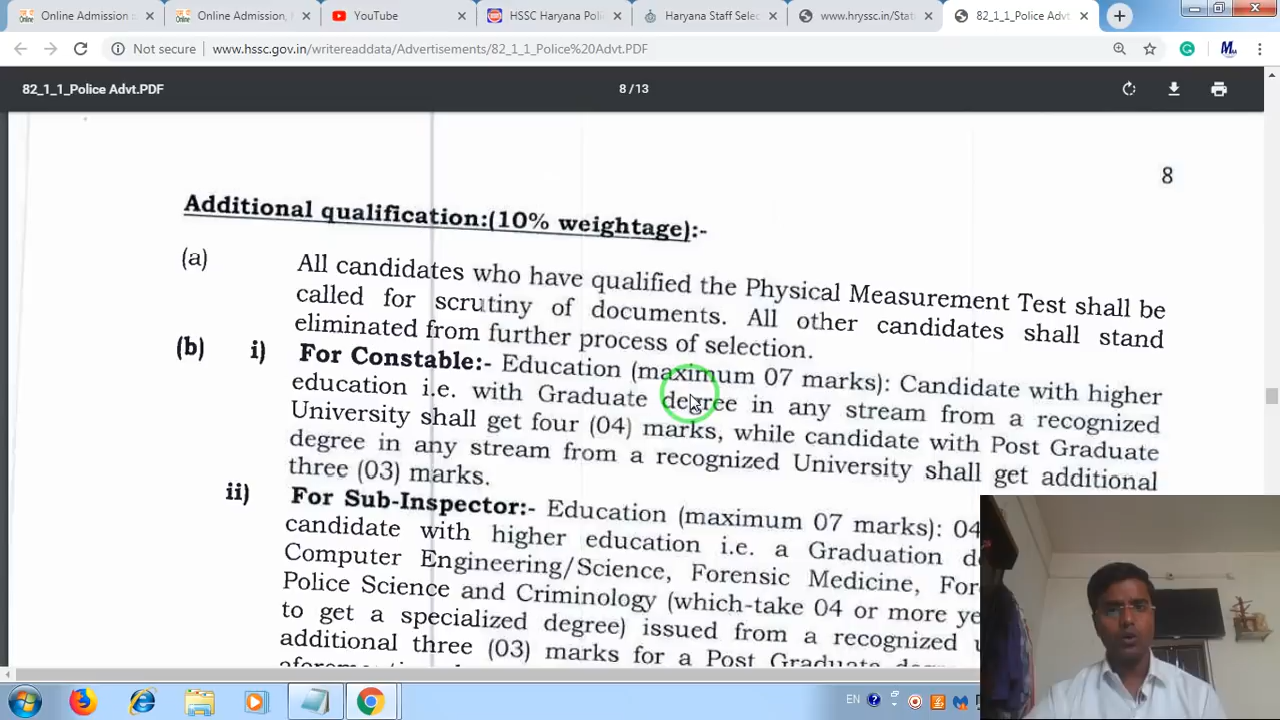 Online Admission
Online Admission, H
YouTube
HSSC Haryana Poli
Haryana Staff Selec
www.hryssc.in/Stati
82_1_1_Police Advt.
Not secure
www.hssc.gov.in/writereaddata/Advertisements/82_1_1_Police%20Advt.PDF
82_1_1_Police Advt.PDF
8 / 13
8
Additional qualification:(10% weightage):-
(a) All candidates who have qualified the Physical Measurement Test shall be
called for scrutiny of documents. All other candidates shall stand
eliminated from further process of selection.
(b) i) For Constable:- Education (maximum 07 marks): Candidate with higher
education i.e. with Graduate degree in any stream from a recognized
University shall get four (04) marks, while candidate with Post Graduate
degree in any stream from a recognized University shall get additional
three (03) marks.
ii) For Sub-Inspector:- Education (maximum 07 marks): 04
candidate with higher education i.e. a Graduation
Computer Engineering/Science, Forensic Medicine,
Police Science and Criminology (which-take 04 or more
to get a specialized degree) issued from a recognized
additional three (03) marks for a Post Graduate
EN